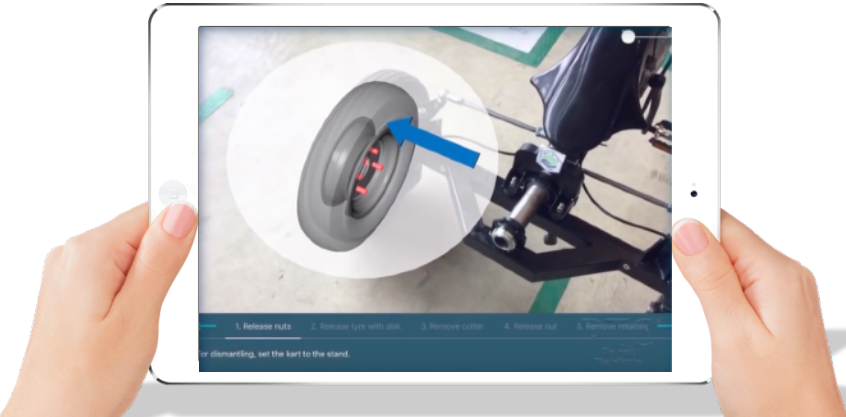 1. Release nuts
2. Release tyre with disk
3. Remove cotter
4. Release nut
5. Remove retaining
or dismantling, set the kart to the stand.